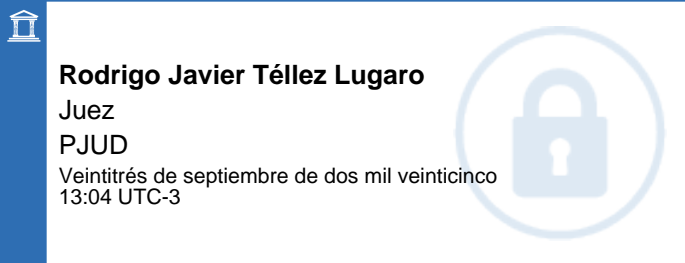 Rodrigo Javier Téllez Lugaro
Juez
PJUD
Veintitrés de septiembre de dos mil veinticinco
13:04 UTC-3